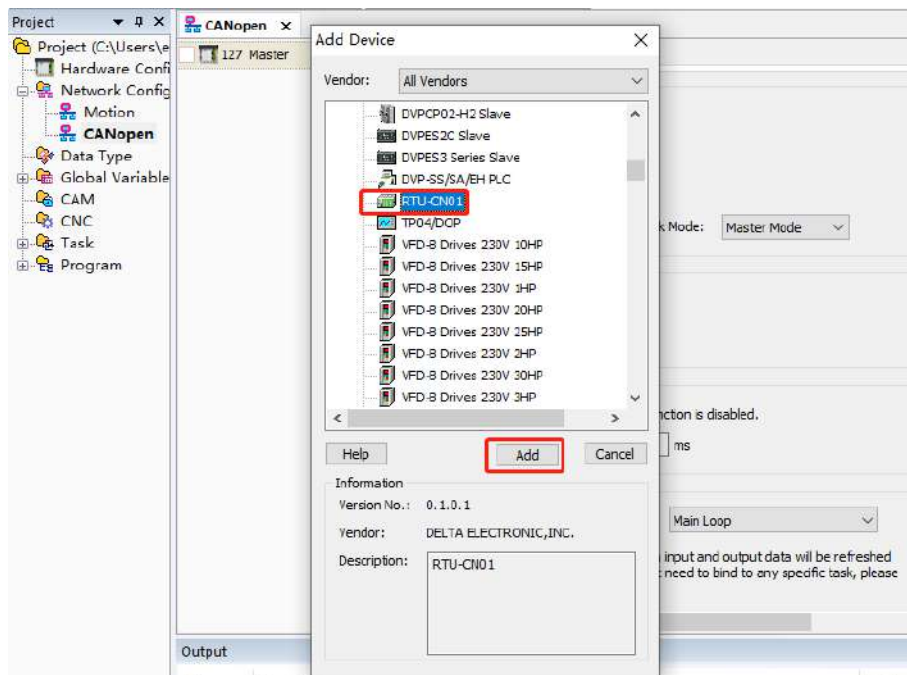 Project
Project (C:\Users\e
Hardware Confi
Network Config
Motion
CANopen
Data Type
Global Variable
CAM
CNC
Task
Program
CANopen
127 Master
Output
Add Device
Vendor: All Vendors
DVPCP02-H2 Slave
DVPES2C Slave
DVPES3 Series Slave
DVP-SS/SA/EH PLC
RTU-CN01
TP04/DOP
VFD-B Drives 230V 10HP
VFD-B Drives 230V 15HP
VFD-B Drives 230V 1HP
VFD-B Drives 230V 20HP
VFD-B Drives 230V 25HP
VFD-B Drives 230V 2HP
VFD-B Drives 230V 30HP
VFD-B Drives 230V 3HP
Help Add Cancel
Information
Version No.: 0.1.0.1
Vendor: DELTA ELECTRONIC,INC.
Description: RTU-CN01
k Mode: Master Mode
nction is disabled.
ms
Main Loop
input and output data will be refreshed
need to bind to any specific task, please